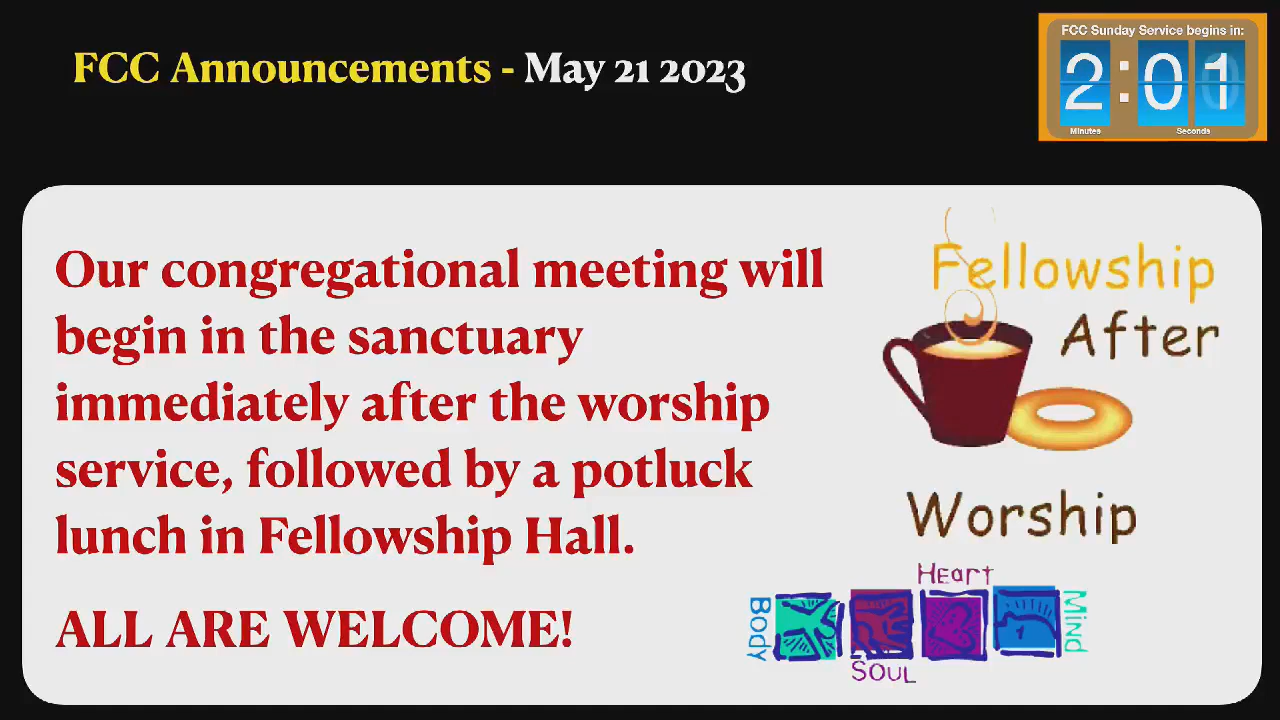 FCC Announcements - May 21 2023
FCC Sunday Service begins in:
2:01
Minutes Seconds
Our congregational meeting will
begin in the sanctuary
immediately after the worship
service, followed by a potluck
lunch in Fellowship Hall.
ALL ARE WELCOME!
Fellowship
After
Worship
Body
Heart
Soul
Mind